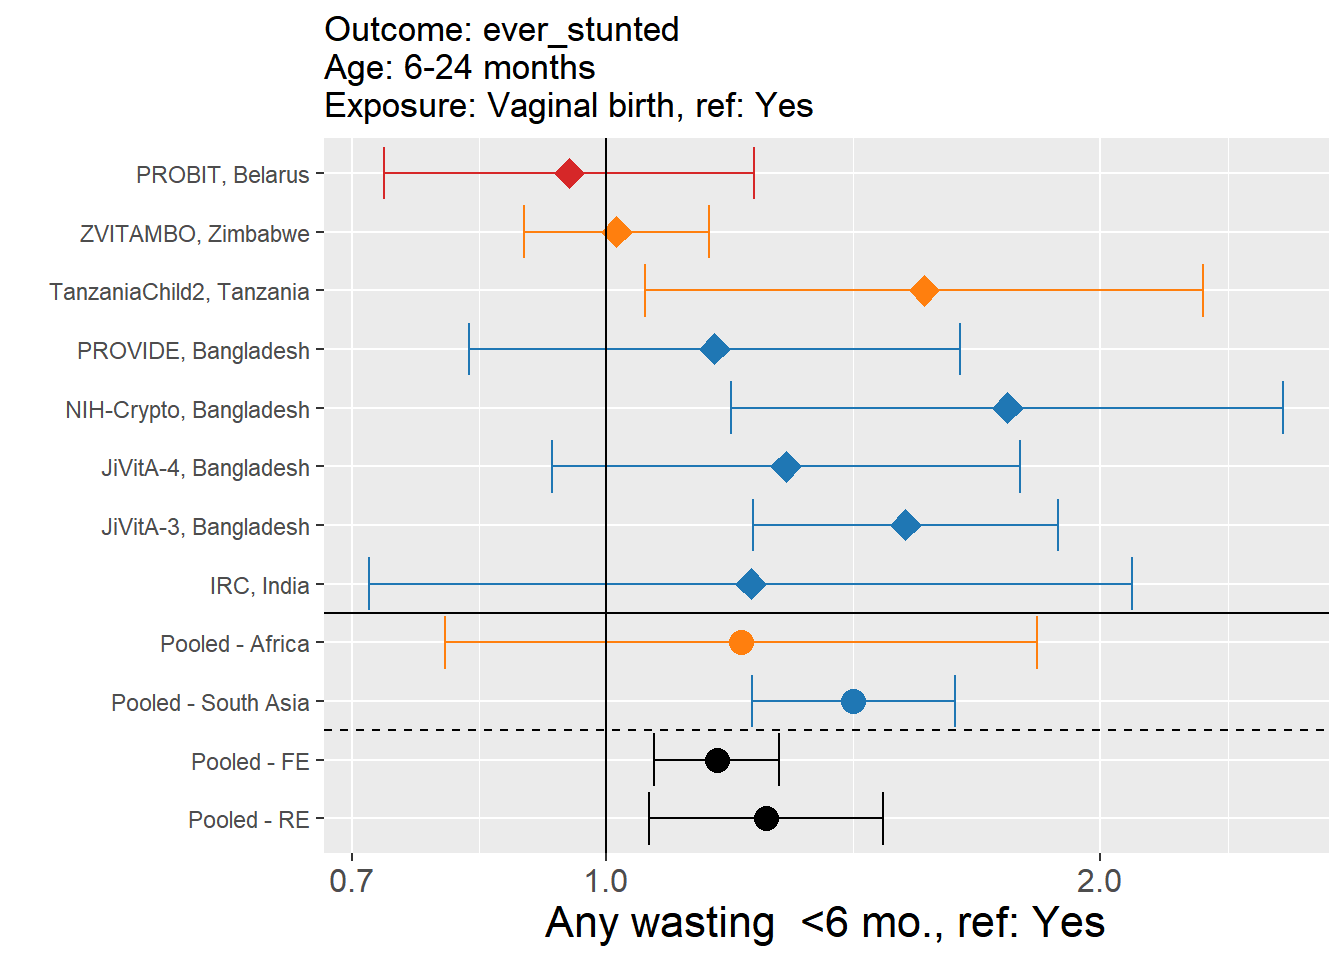 Outcome: ever_stunted
Age: 6-24 months
Exposure: Vaginal birth, ref: Yes
PROBIT, Belarus
ZVITAMBO, Zimbabwe
TanzaniaChild2, Tanzania
PROVIDE, Bangladesh
NIH-Crypto, Bangladesh
JiVitA-4, Bangladesh
JiVitA-3, Bangladesh
IRC, India
Pooled - Africa
Pooled - South Asia
Pooled - FE
Pooled - RE
0.7 1.0 2.0
Any wasting  <6 mo., ref: Yes